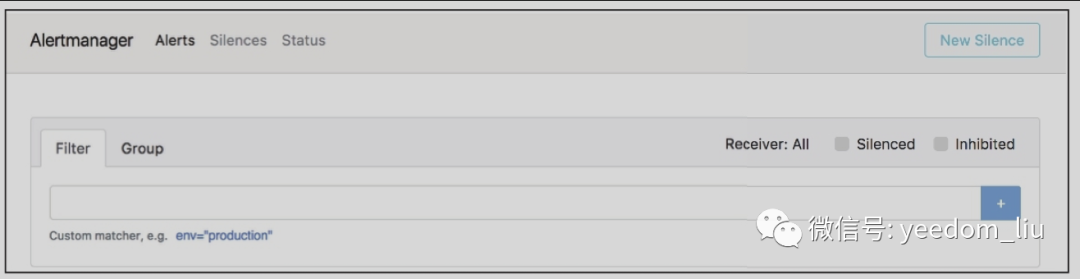 Alertmanager Alerts Silences Status New Silence
Filter Group Receiver: All Silenced Inhibited
+
Custom matcher, e.g. env="production"
微信号: yeedom_liu